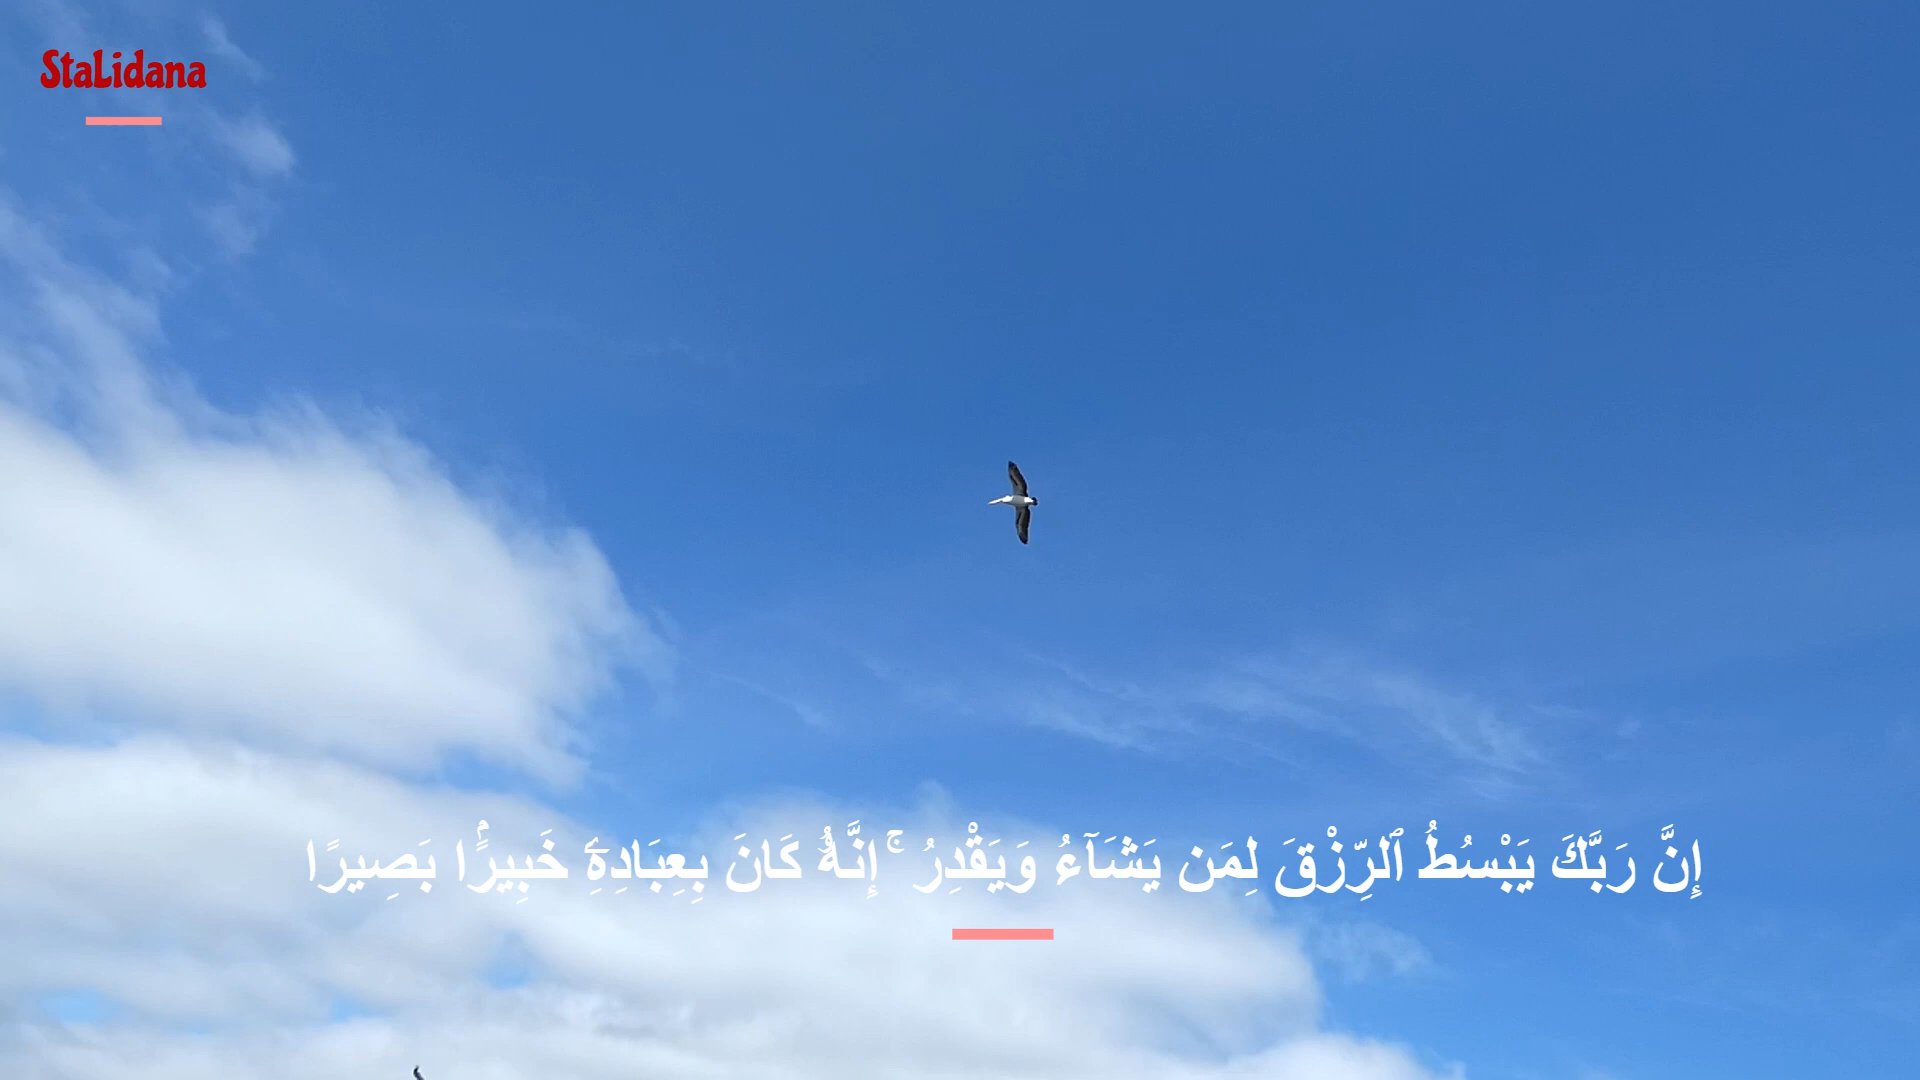 StaLidana
إِنَّ رَبَّكَ يَبْسُطُ ٱلرِّزْقَ لِمَن يَشَآءُ وَيَقْدِرُ ۚ إِنَّهُۥ كَانَ بِعِبَادِهِۦ خَبِيرًۢا بَصِيرًا